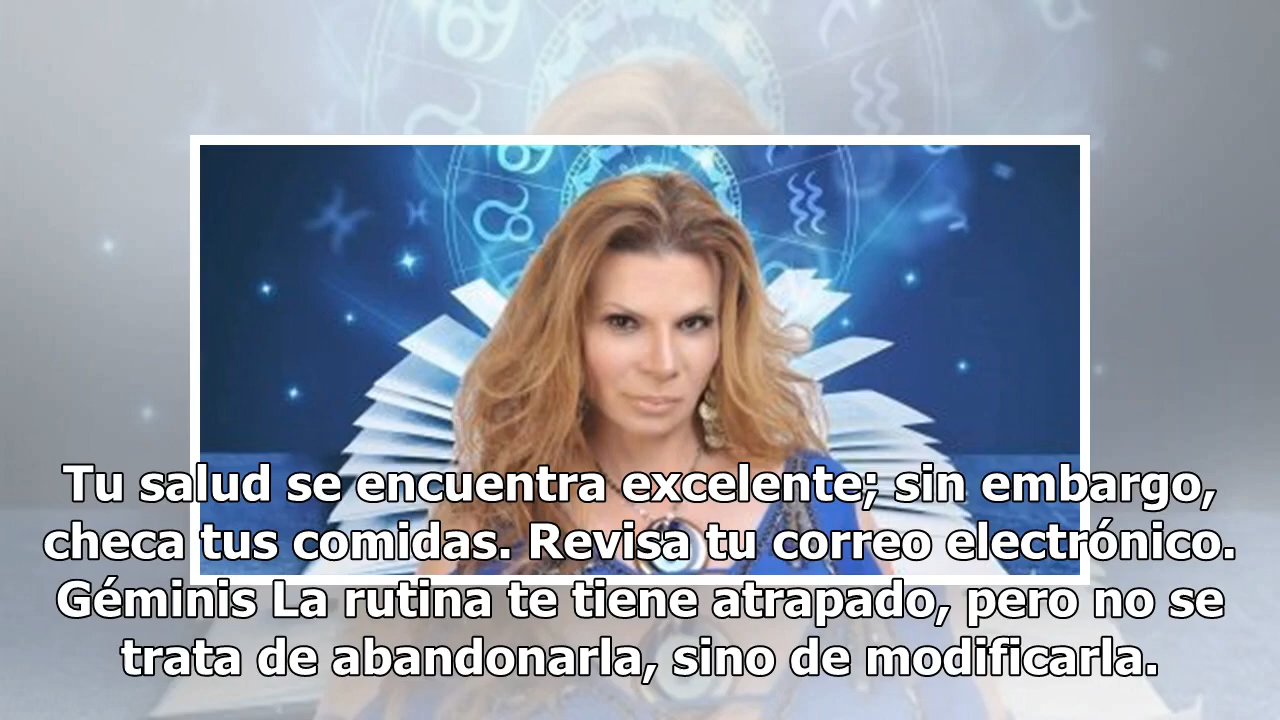 Tu salud se encuentra excelente; sin embargo,
checa tus comidas. Revisa tu correo electrónico.
Géminis La rutina te tiene atrapado, pero no se
trata de abandonarla, sino de modificarla.